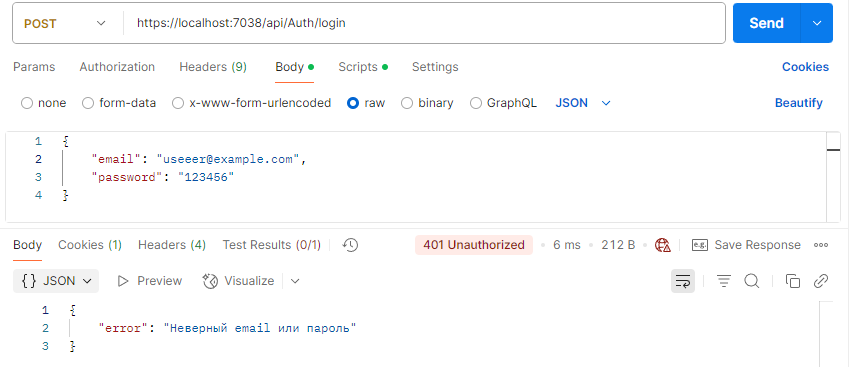 POST https://localhost:7038/api/Auth/login Send
Params Authorization Headers (9) Body Scripts Settings Cookies
none form-data x-www-form-urlencoded raw binary GraphQL JSON Beautify
1 {
2 "email": "useeer@example.com",
3 "password": "123456"
4 }
Body Cookies (1) Headers (4) Test Results (0/1) 401 Unauthorized • 6 ms • 212 B • e.g. Save Response
{} JSON Preview Visualize
1 {
2 "error": "Неверный email или пароль"
3 }